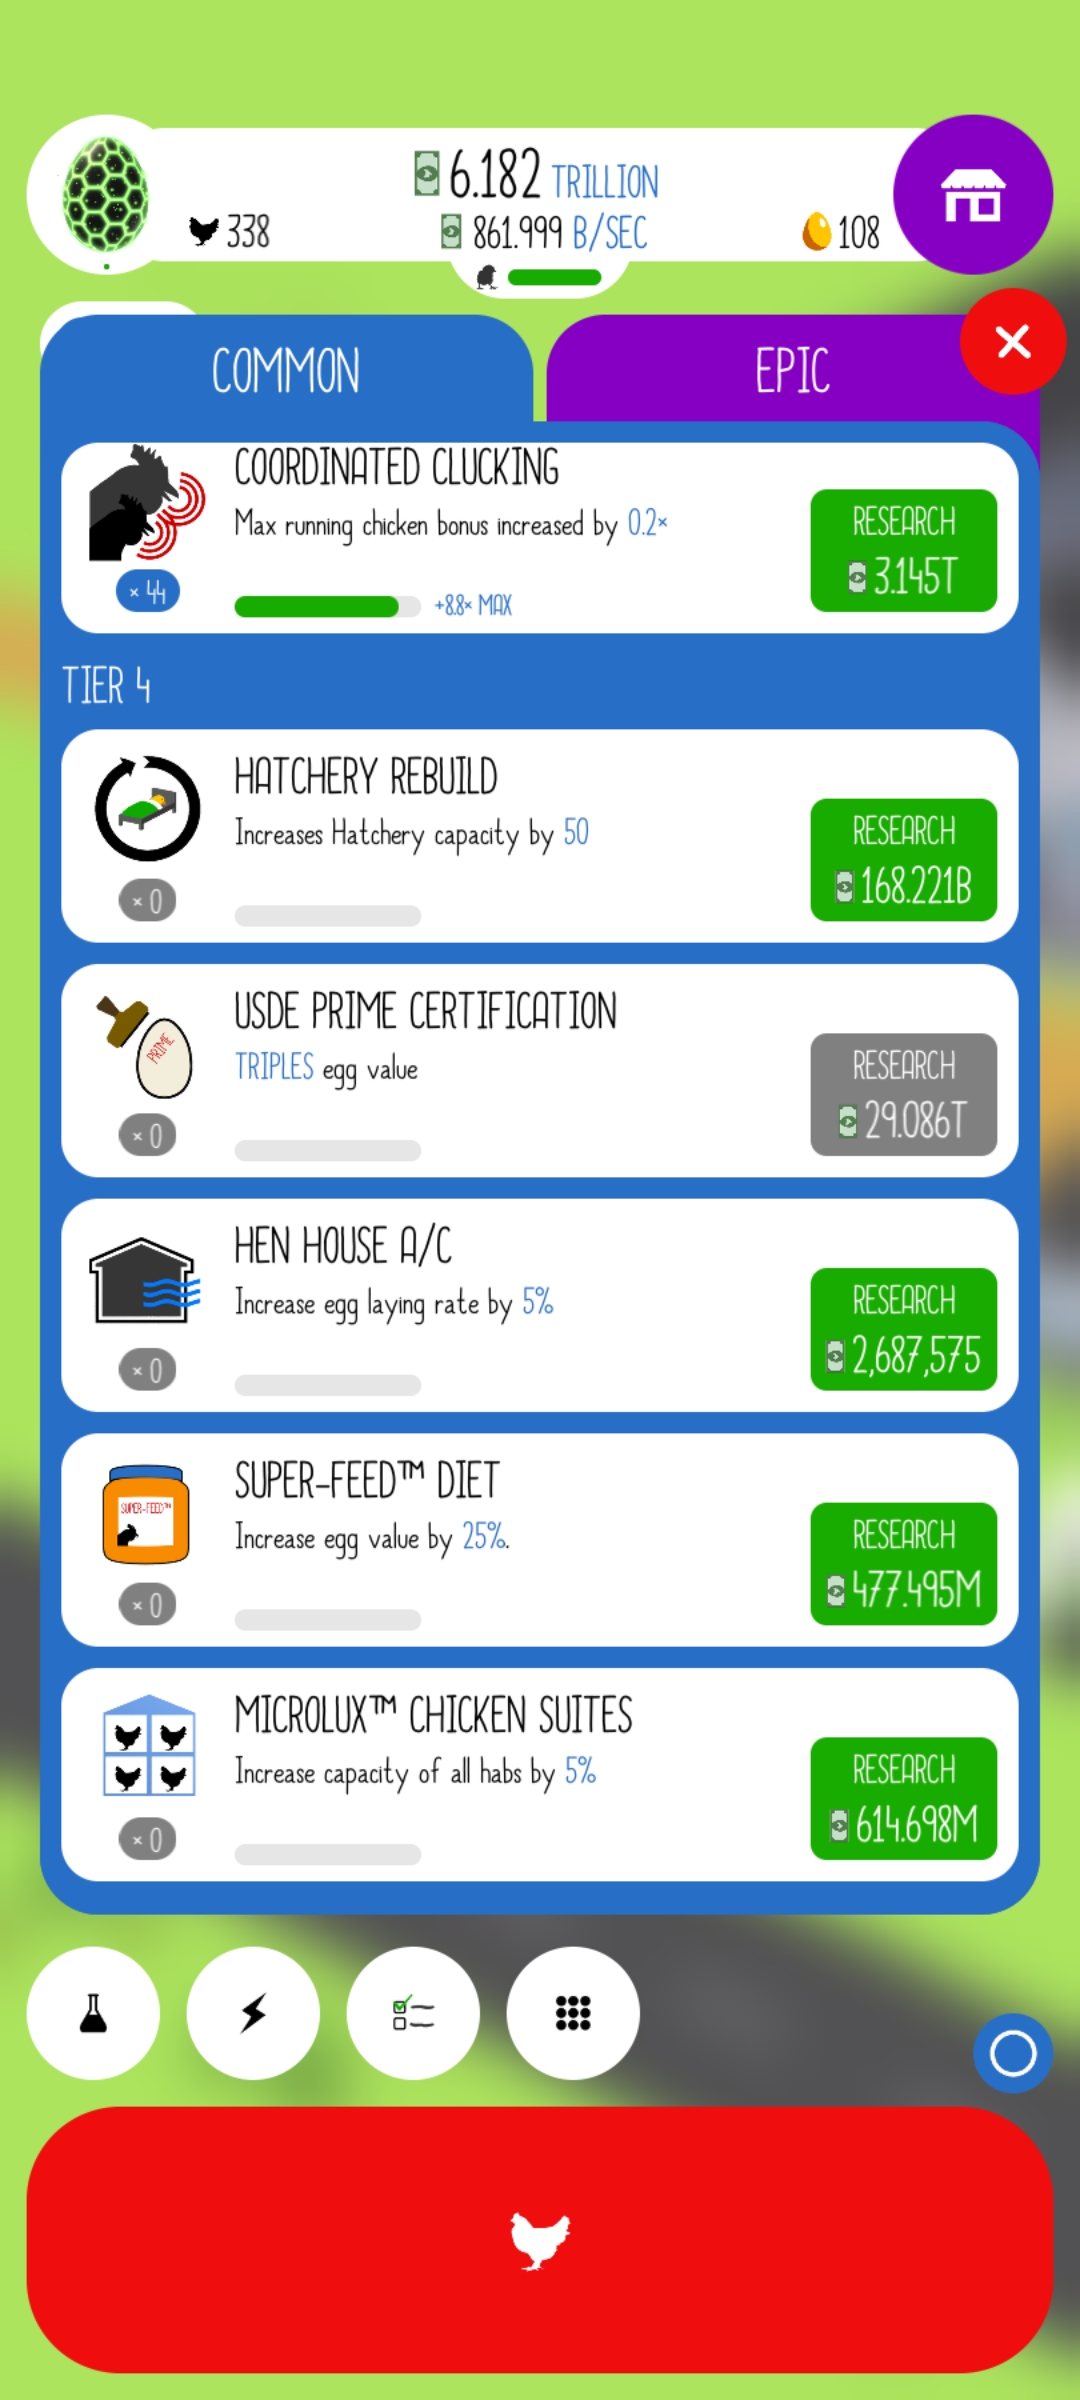 6.182 TRILLION
338
861.999 B/SEC
108
COMMON
EPIC
COORDINATED CLUCKING
Max running chicken bonus increased by 0.2×
RESEARCH
3.145T
× 44
+8.8× MAX
TIER 4
HATCHERY REBUILD
Increases Hatchery capacity by 50
RESEARCH
168.221B
× 0
USDE PRIME CERTIFICATION
PRIME
TRIPLES egg value
RESEARCH
29.086T
× 0
HEN HOUSE A/C
Increase egg laying rate by 5%
RESEARCH
2,687,575
× 0
SUPER-FEED™ DIET
SUPER-FEED™
Increase egg value by 25%.
RESEARCH
477.495M
× 0
MICROLUX™ CHICKEN SUITES
Increase capacity of all habs by 5%
RESEARCH
614.698M
× 0